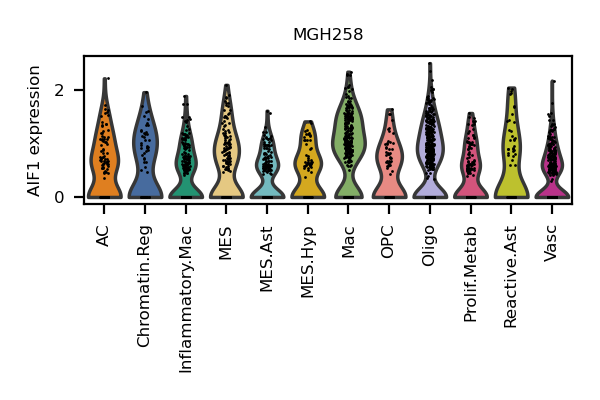 MGH258
AIF1 expression
2
0
AC
Chromatin.Reg
Inflammatory.Mac
MES
MES.Ast
MES.Hyp
Mac
OPC
Oligo
Prolif.Metab
Reactive.Ast
Vasc